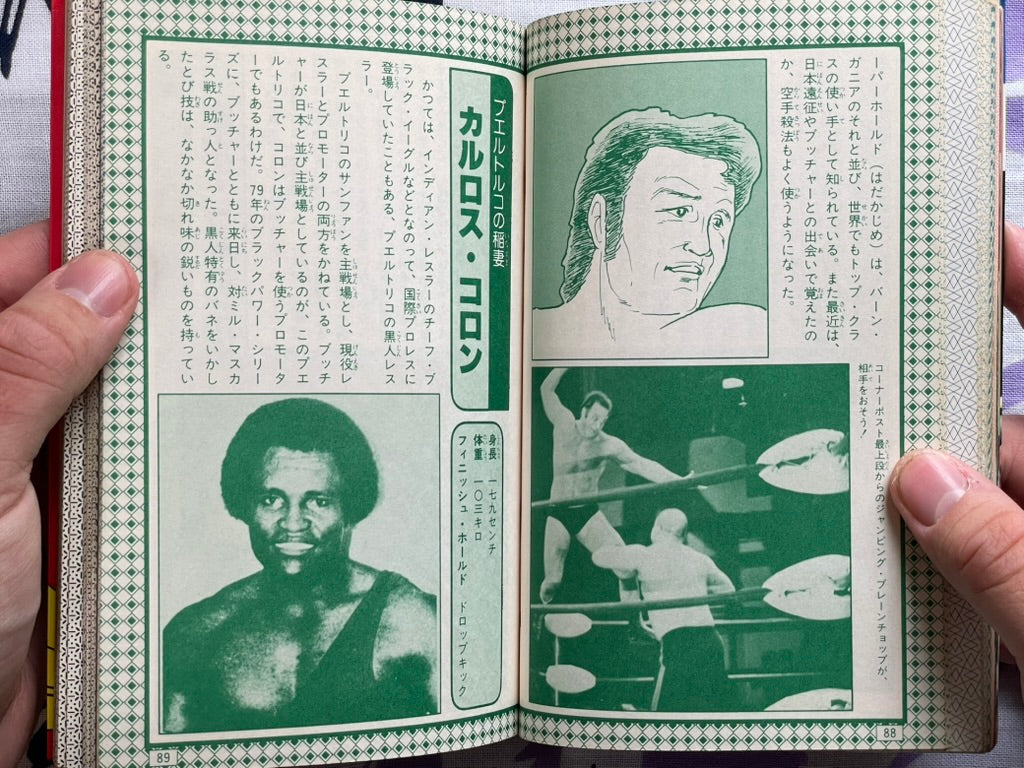 ーパーホールド（はだかじめ）は、バーン・
ガニアのそれと並び、世界でもトップ・クラ
スの使い手として知られている。また最近は、
日本遠征やブッチャーとの出会いで覚えたの
か、空手殺法もよく使うようになった。
コーナーポスト最上段からのジャンピング・ブレーンチョップが、
相手をおそう！
88
プエルトルコの稲妻
カルロス・コロン
身長 一七九センチ
体重 一〇三キロ
フィニッシュ・ホールド ドロップキック
かつては、インディアン・レスラーのチーフ・ブ
ラック・イーグルなどとなのって、国際プロレスに
登場していたこともある、プエルトリコの黒人レス
ラー。
プエルトリコのサンファンを主戦場とし、現役レ
スラーとプロモーターの両方をかねている。ブッチ
ャーが日本と並び主戦場としているのが、このプエ
ルトリコで、コロンはブッチャーを使うプロモータ
ーでもあるわけだ。79年のブラックパワー・シリー
ズに、ブッチャーとともに来日し、対ミル・マスカ
ラス戦の助っ人となった。黒人特有のバネをいかし
たとび技は、なかなか切れ味の鋭いものを持ってい
る。
89